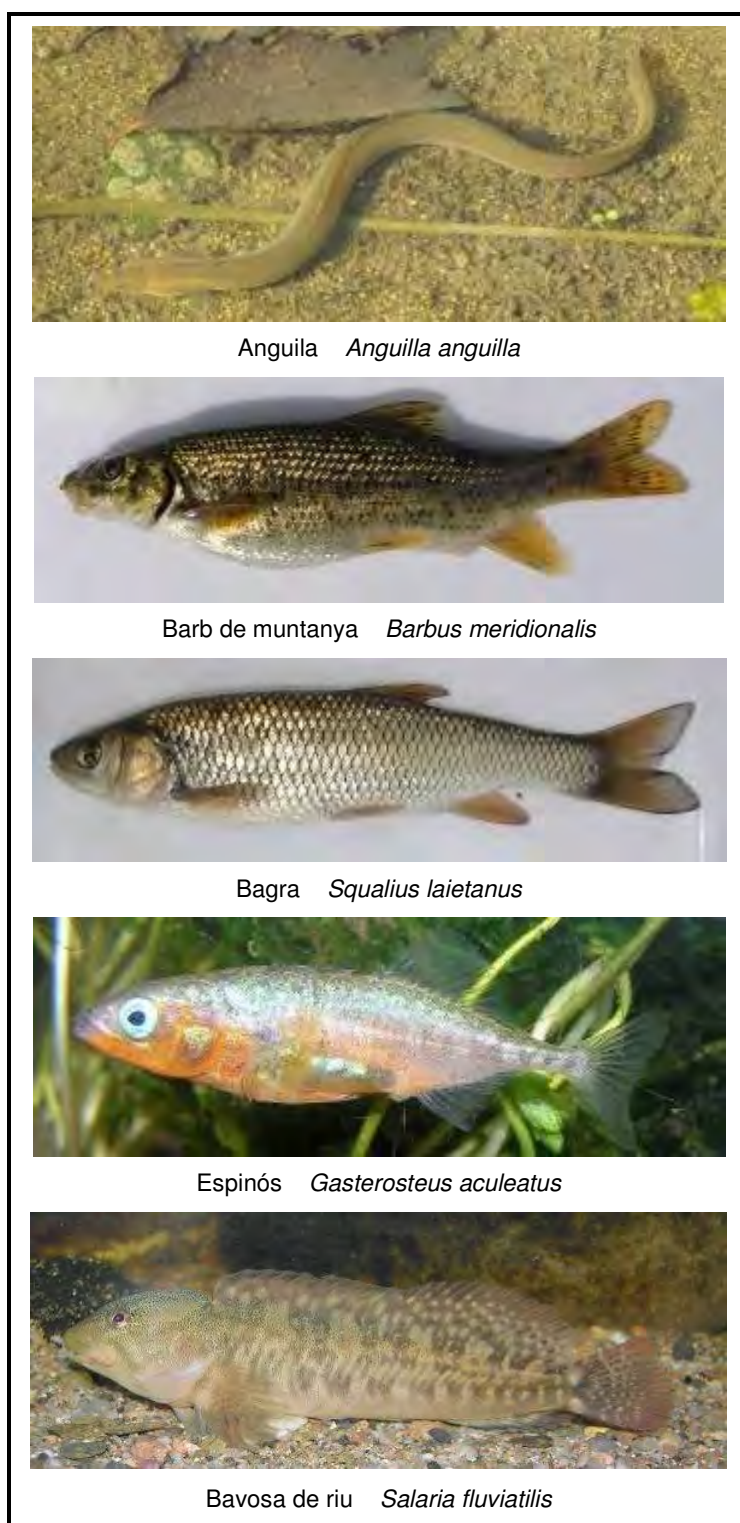 Anguila Anguilla anguilla
Barb de muntanya Barbus meridionalis
Bagra Squalius laietanus
Espinós Gasterosteus aculeatus
Bavosa de riu Salaria fluviatilis